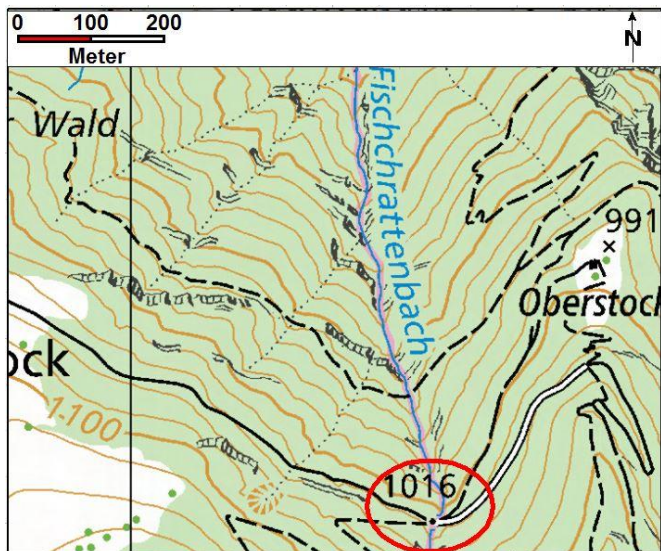 0 100 200
Meter
N
Fischchrattenbach
Wald
991
Oberstock
ock
1100
1016